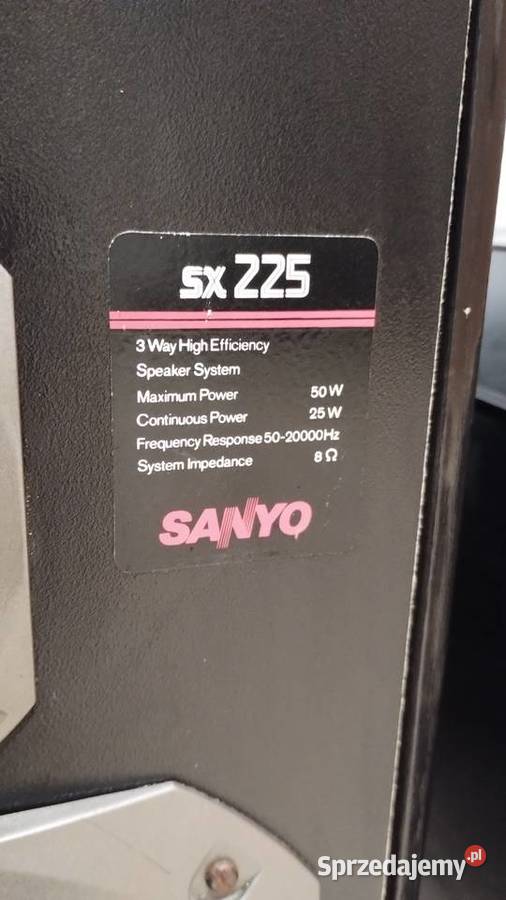 SX 225
3 Way High Efficiency
Speaker System
Maximum Power 50 W
Continuous Power 25 W
Frequency Response 50-20000Hz
System Impedance 8 Ω
SANYO
Sprzedajemy.pl